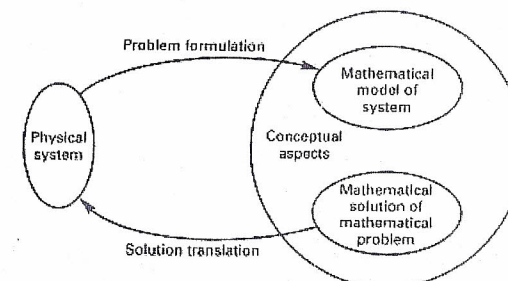 Problem formulation
Mathematical
model of
system
Physical
system
Conceptual
aspects
Mathematical
solution of
mathematical
problem
Solution translation